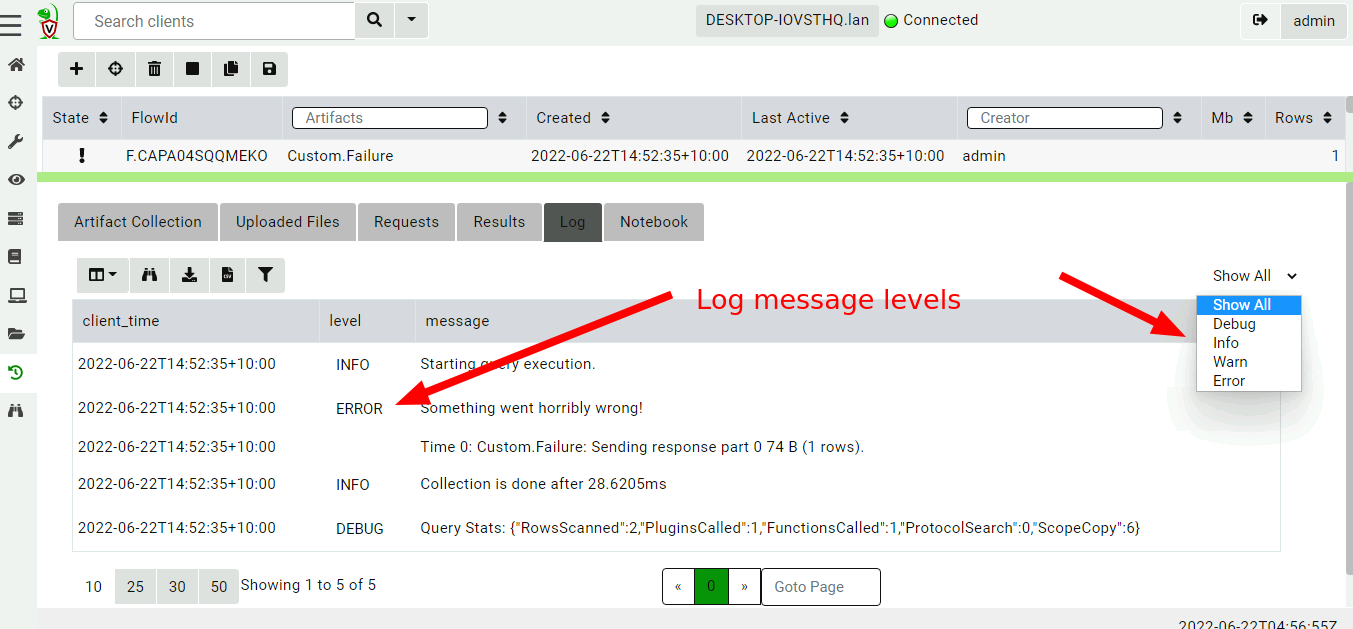 Search clients
DESKTOP-IOVSTHQ.lan Connected
admin
State FlowId Artifacts Created Last Active Creator Mb Rows
F.CAPA04SQQMEKO Custom.Failure 2022-06-22T14:52:35+10:00 2022-06-22T14:52:35+10:00 admin 1
Artifact Collection Uploaded Files Requests Results Log Notebook
Show All
Log message levels
Show All
Debug
Info
Warn
Error
client_time level message
2022-06-22T14:52:35+10:00 INFO Starting query execution.
2022-06-22T14:52:35+10:00 ERROR Something went horribly wrong!
2022-06-22T14:52:35+10:00 Time 0: Custom.Failure: Sending response part 0 74 B (1 rows).
2022-06-22T14:52:35+10:00 INFO Collection is done after 28.6205ms
2022-06-22T14:52:35+10:00 DEBUG Query Stats: {"RowsScanned":2,"PluginsCalled":1,"FunctionsCalled":1,"ProtocolSearch":0,"ScopeCopy":6}
10 25 30 50 Showing 1 to 5 of 5 « 0 » Goto Page
2022-06-22T04:56:55Z